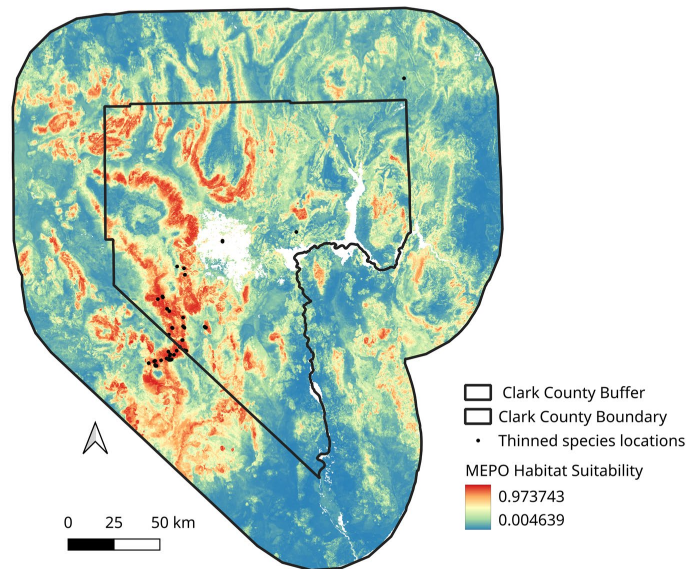 Clark County Buffer
Clark County Boundary
Thinned species locations
MEPO Habitat Suitability
0.973743
0.004639
0 25 50 km